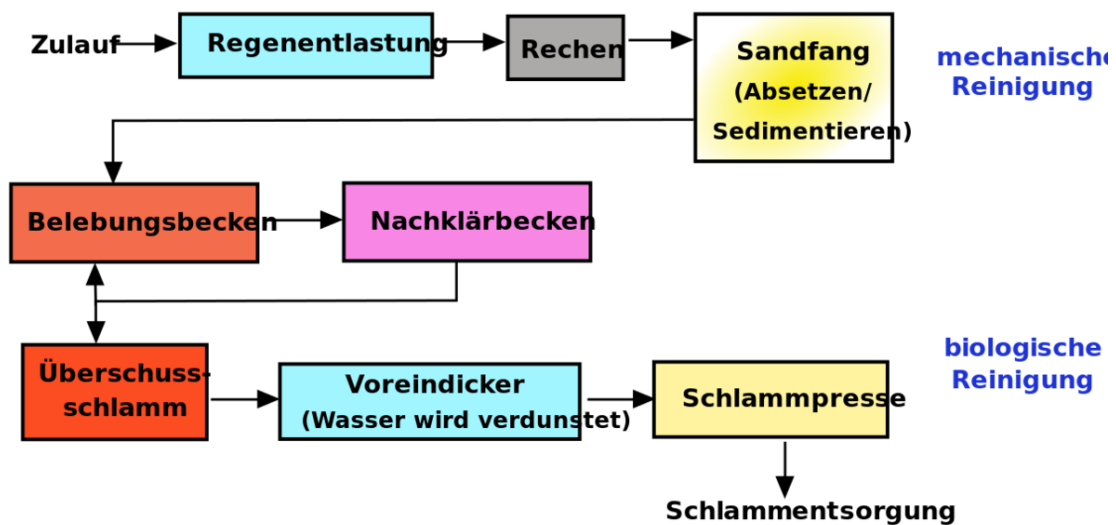 Zulauf
Regenentlastung
Rechen
Sandfang
(Absetzen/
Sedimentieren)
mechanische
Reinigung
Belebungsbecken
Nachklärbecken
Überschuss-
schlamm
Voreindicker
(Wasser wird verdunstet)
Schlammpresse
biologische
Reinigung
Schlammentsorgung